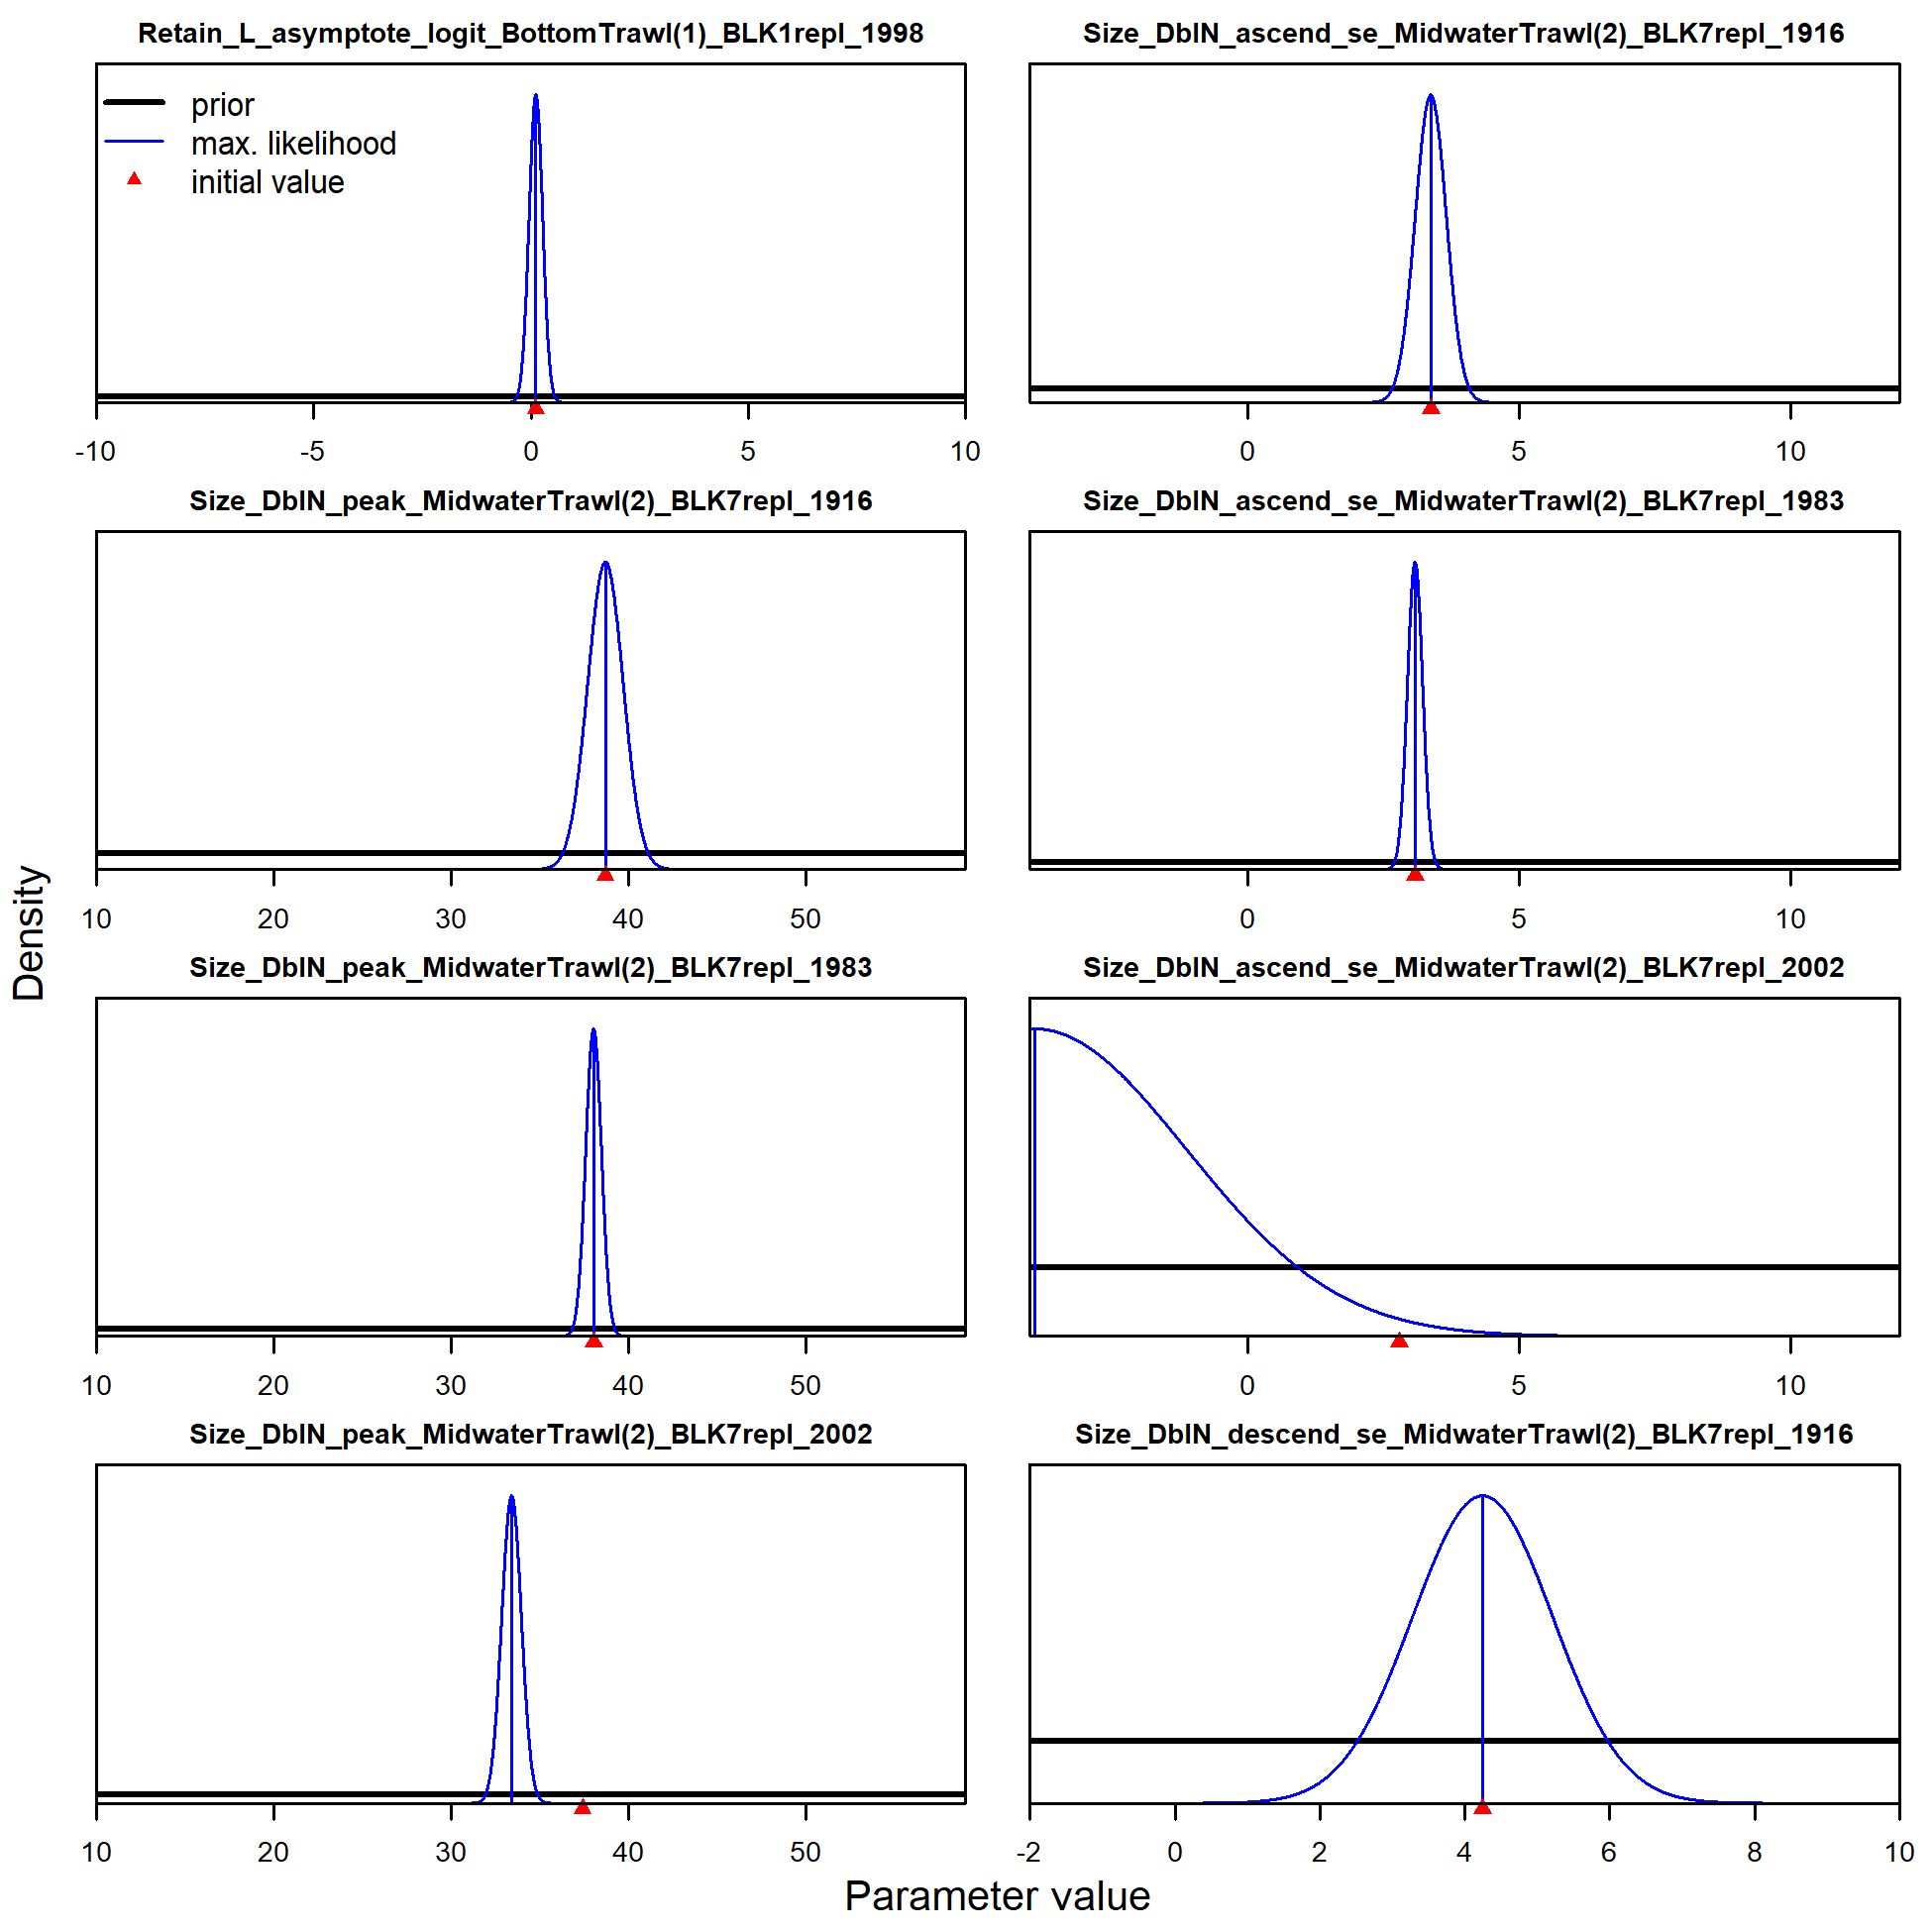 Retain_L_asymptote_logit_BottomTrawl(1)_BLK1repl_1998
prior
max. likelihood
initial value
-10 -5 0 5 10
Size_DblN_ascend_se_MidwaterTrawl(2)_BLK7repl_1916
0 5 10
Size_DblN_peak_MidwaterTrawl(2)_BLK7repl_1916
10 20 30 40 50
Size_DblN_ascend_se_MidwaterTrawl(2)_BLK7repl_1983
0 5 10
Size_DblN_peak_MidwaterTrawl(2)_BLK7repl_1983
10 20 30 40 50
Size_DblN_ascend_se_MidwaterTrawl(2)_BLK7repl_2002
0 5 10
Size_DblN_peak_MidwaterTrawl(2)_BLK7repl_2002
10 20 30 40 50
Size_DblN_descend_se_MidwaterTrawl(2)_BLK7repl_1916
-2 0 2 4 6 8 10
Density
Parameter value